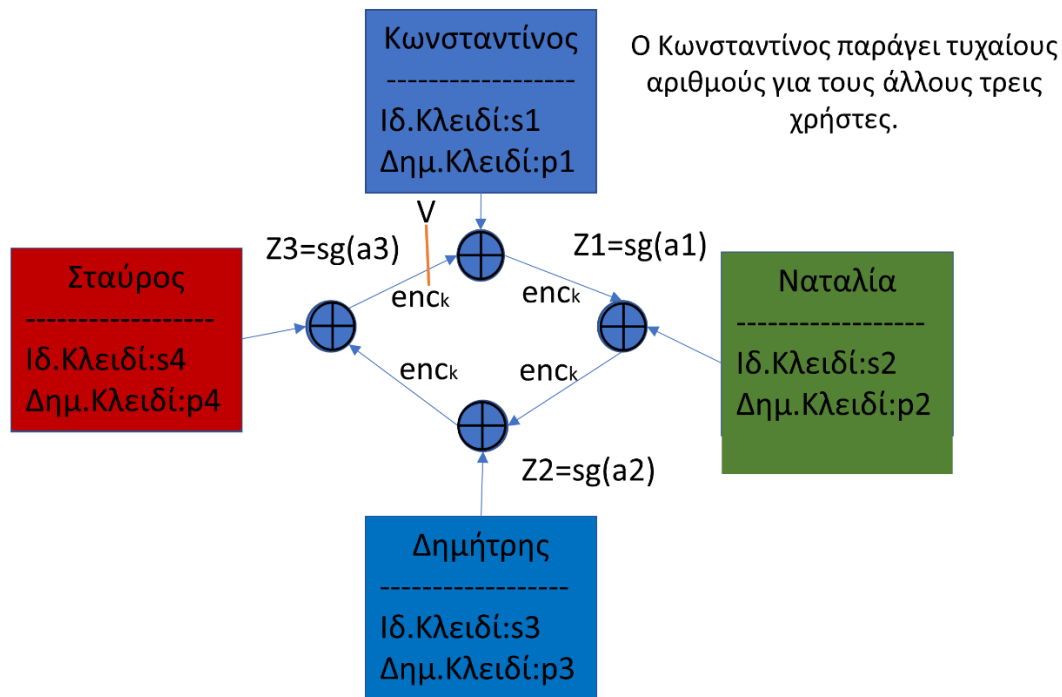 Κωνσταντίνος
------------------
Ιδ.Κλειδί:s1
Δημ.Κλειδί:p1
Ο Κωνσταντίνος παράγει τυχαίους
αριθμούς για τους άλλους τρεις
χρήστες.
V
Z3=sg(a3)
Z1=sg(a1)
enck
enck
Σταύρος
------------------
Ιδ.Κλειδί:s4
Δημ.Κλειδί:p4
Ναταλία
------------------
Ιδ.Κλειδί:s2
Δημ.Κλειδί:p2
enck
enck
Z2=sg(a2)
Δημήτρης
------------------
Ιδ.Κλειδί:s3
Δημ.Κλειδί:p3